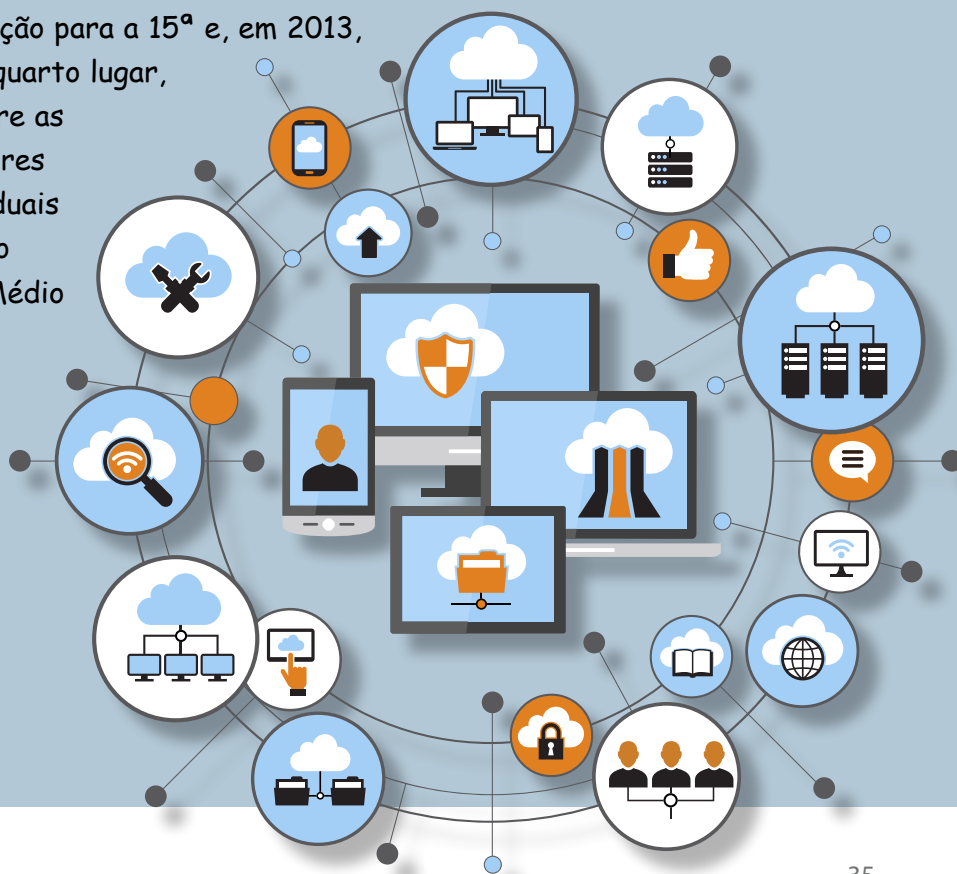 ção para a 15ª e, em 2013,
quarto lugar,
re as
res
duais
o
Médio
35